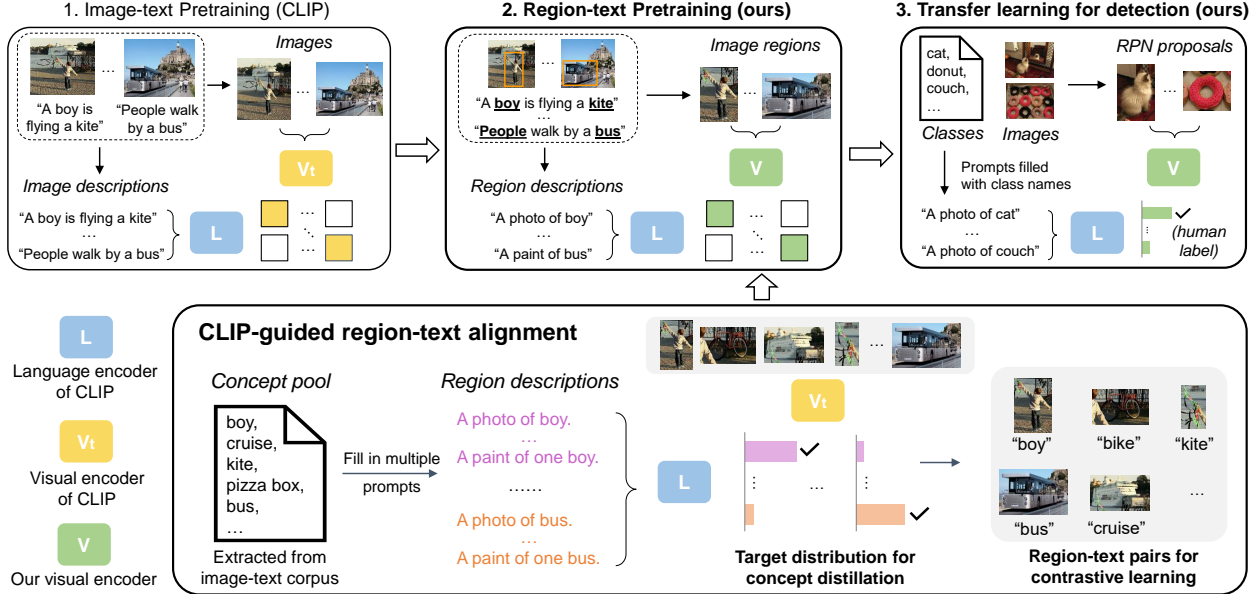 1. Image-text Pretraining (CLIP)
Images
...
“A boy is
flying a kite”
“People walk
by a bus”
...
Vt
Image descriptions
“A boy is flying a kite”
...
“People walk by a bus”
L
...
...
2. Region-text Pretraining (ours)
Image regions
...
“A boy is flying a kite”
...
“People walk by a bus”
...
V
Region descriptions
“A photo of boy”
...
“A paint of bus”
L
...
...
3. Transfer learning for detection (ours)
cat,
donut,
couch,
...
Classes
Images
RPN proposals
...
V
Prompts filled
with class names
“A photo of cat”
...
“A photo of couch”
L
(human
label)
L
Language encoder
of CLIP
Vt
Visual encoder
of CLIP
V
Our visual encoder
CLIP-guided region-text alignment
Concept pool
boy,
cruise,
kite,
pizza box,
bus,
...
Extracted from
image-text corpus
Fill in multiple
prompts
Region descriptions
A photo of boy.
...
A paint of one boy.
......
A photo of bus.
...
A paint of one bus.
L
...
Vt
...
Target distribution for
concept distillation
“boy”
“bike”
“kite”
“bus”
“cruise”
...
Region-text pairs for
contrastive learning